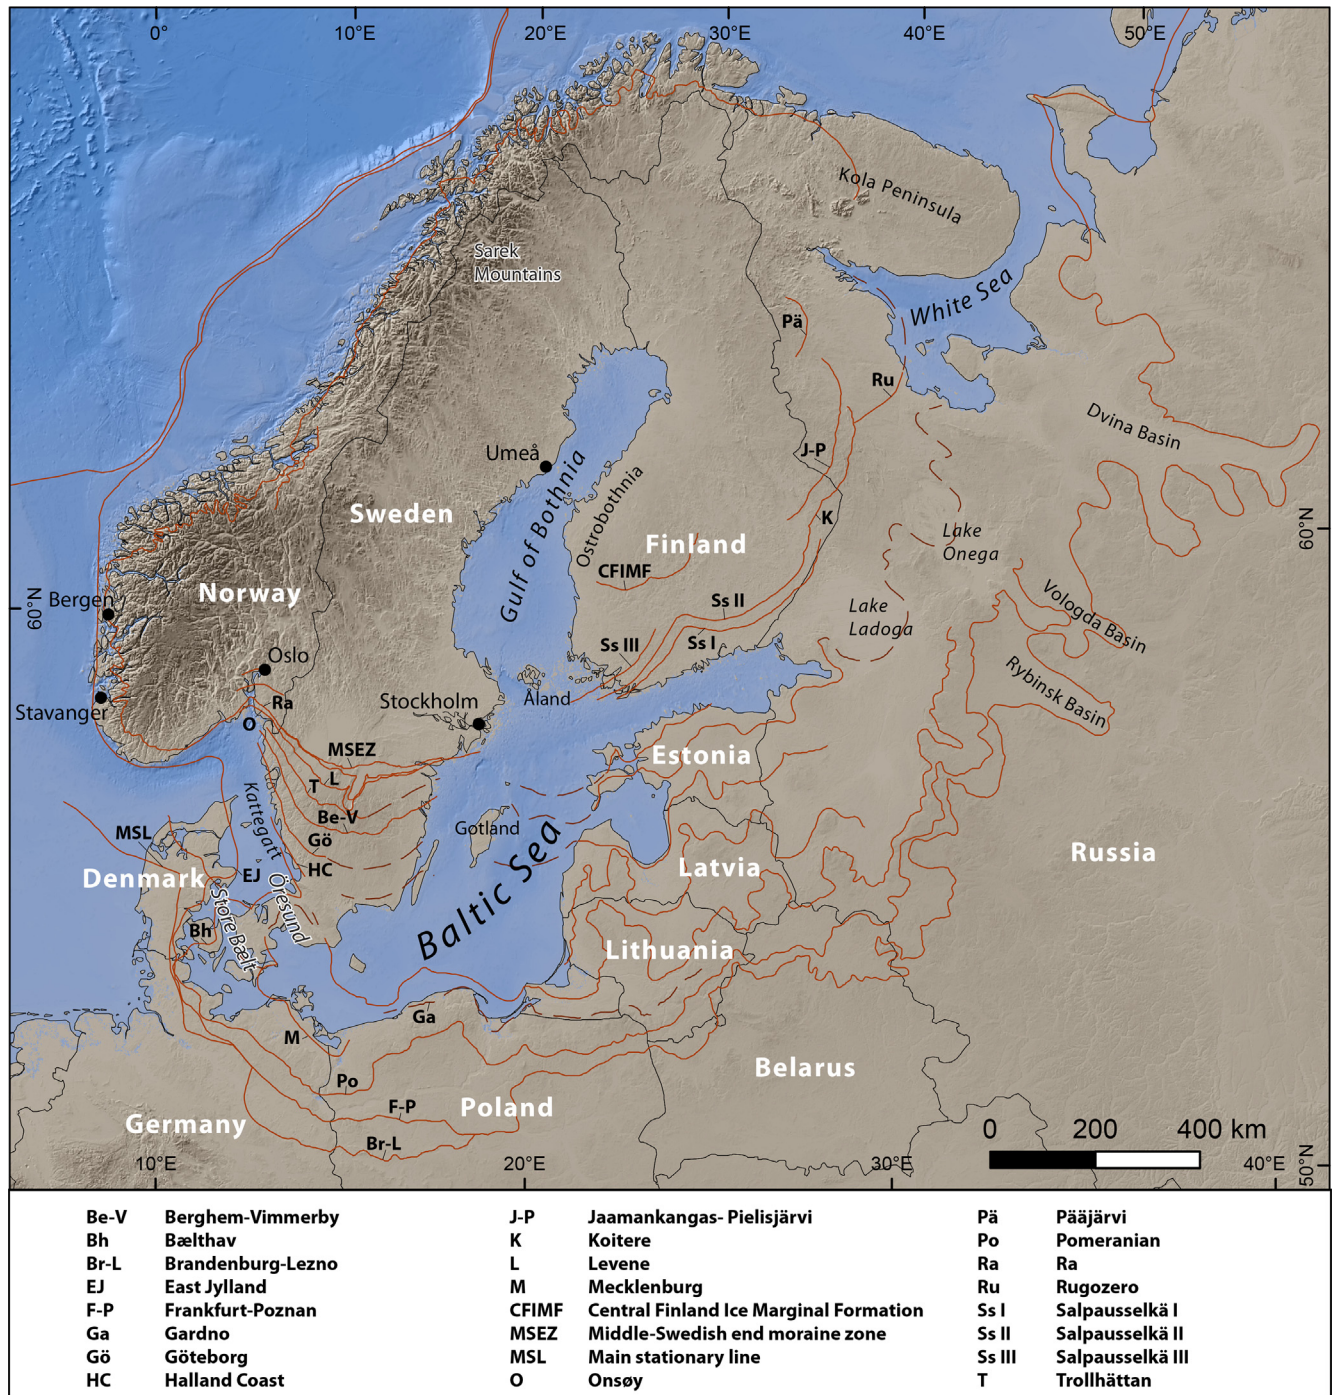 0°
10°E
20°E
30°E
40°E
50°E
Kola Peninsula
Sarek
Mountains
White Sea
Pä
Ru
Dvina Basin
Umeå
J-P
Gulf of Bothnia
Ostrobothnia
Sweden
K
Lake
Onega
60°N
Finland
CFIMF
Norway
Bergen
60°N
Ss II
Lake
Ladoga
Vologda Basin
Ss III
Ss I
Oslo
Rybinsk Basin
Stavanger
Ra
Stockholm
Åland
O
MSEZ
Estonia
L
T
Kattegatt
Be-V
Gotland
MSL
Gö
Baltic Sea
Russia
Denmark
EJ
HC
Latvia
Öresund
Store Bælt
Bh
Lithuania
Ga
M
Belarus
Po
F-P
Poland
Germany
Br-L
0 200 400 km
10°E
20°E
30°E
40°E
50°N
Be-V Berghem-Vimmerby J-P Jaamankangas- Pielisjärvi Pä Pääjärvi
Bh Bælthav K Koitere Po Pomeranian
Br-L Brandenburg-Lezno L Levene Ra Ra
EJ East Jylland M Mecklenburg Ru Rugozero
F-P Frankfurt-Poznan CFIMF Central Finland Ice Marginal Formation Ss I Salpausselkä I
Ga Gardno MSEZ Middle-Swedish end moraine zone Ss II Salpausselkä II
Gö Göteborg MSL Main stationary line Ss III Salpausselkä III
HC Halland Coast O Onsøy T Trollhättan